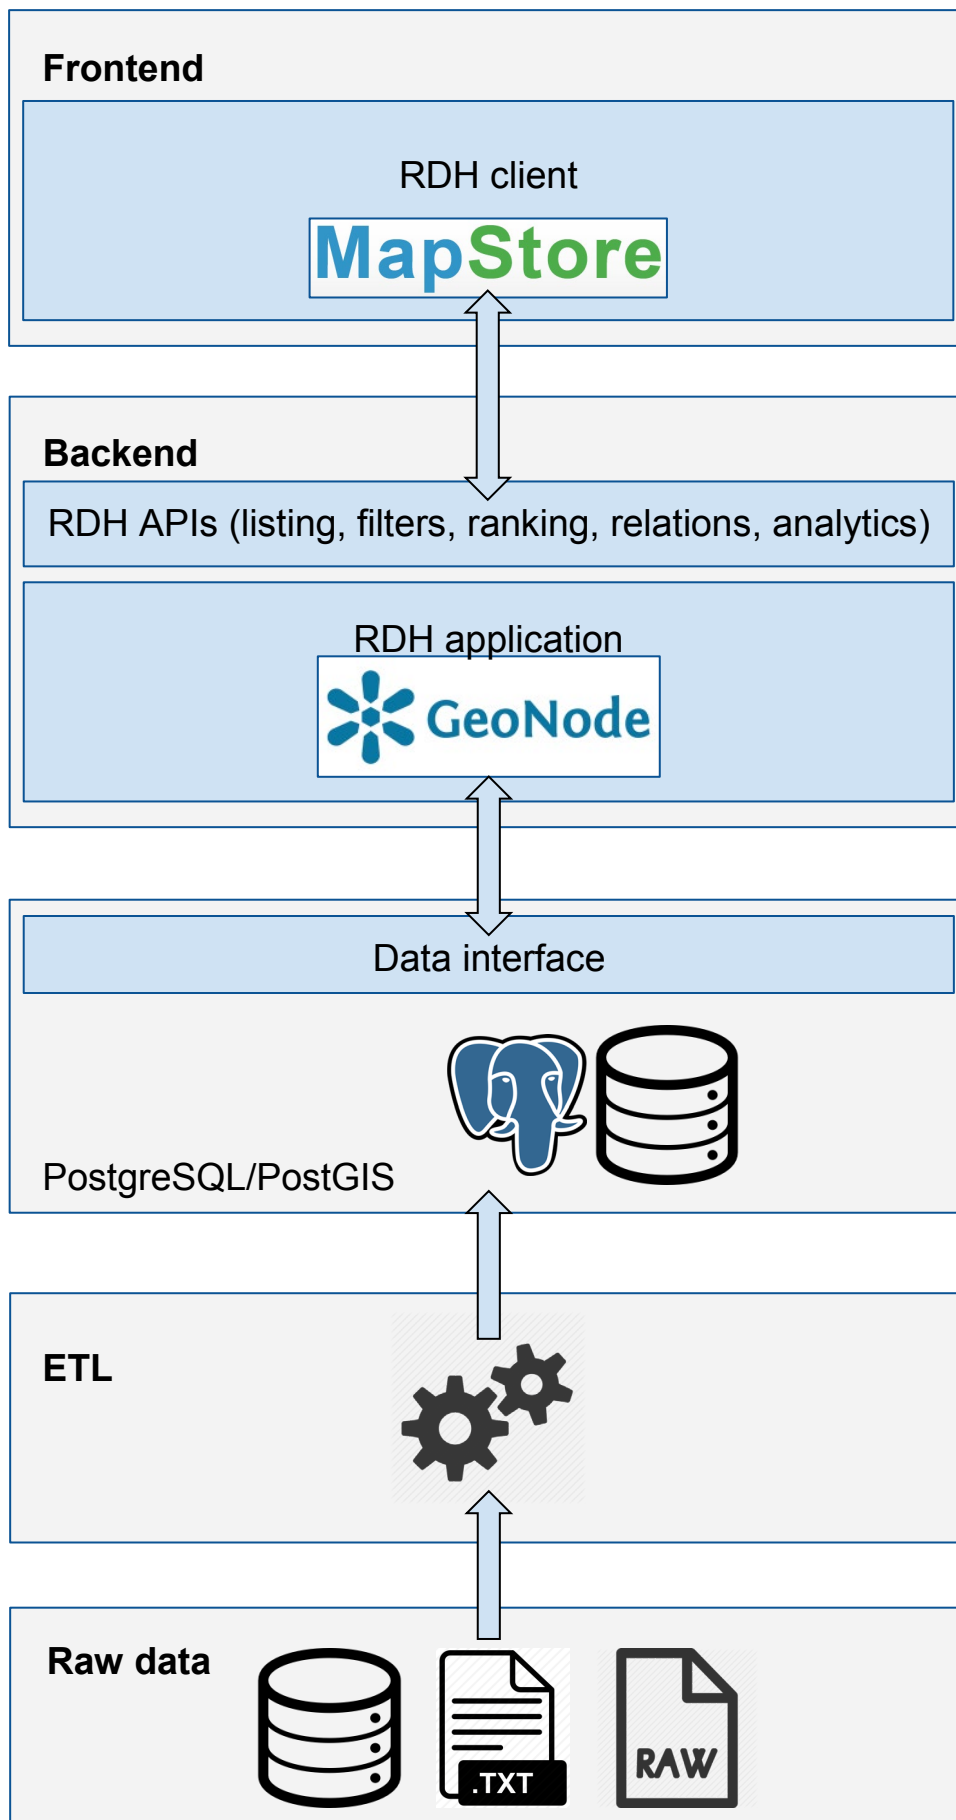 Frontend
RDH client
MapStore
Backend
RDH APIs (listing, filters, ranking, relations, analytics)
RDH application
GeoNode
Data interface
PostgreSQL/PostGIS
ETL
Raw data
.TXT
RAW